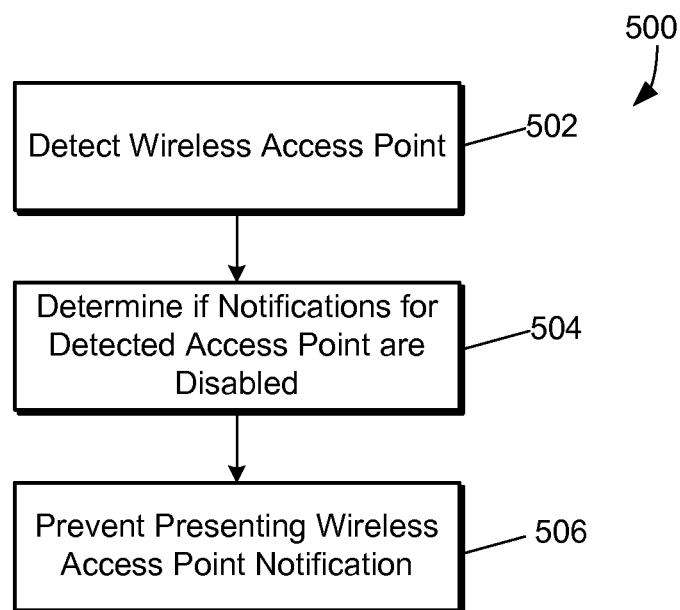 500
Detect Wireless Access Point
502
Determine if Notifications for
Detected Access Point are
Disabled
504
Prevent Presenting Wireless
Access Point Notification
506